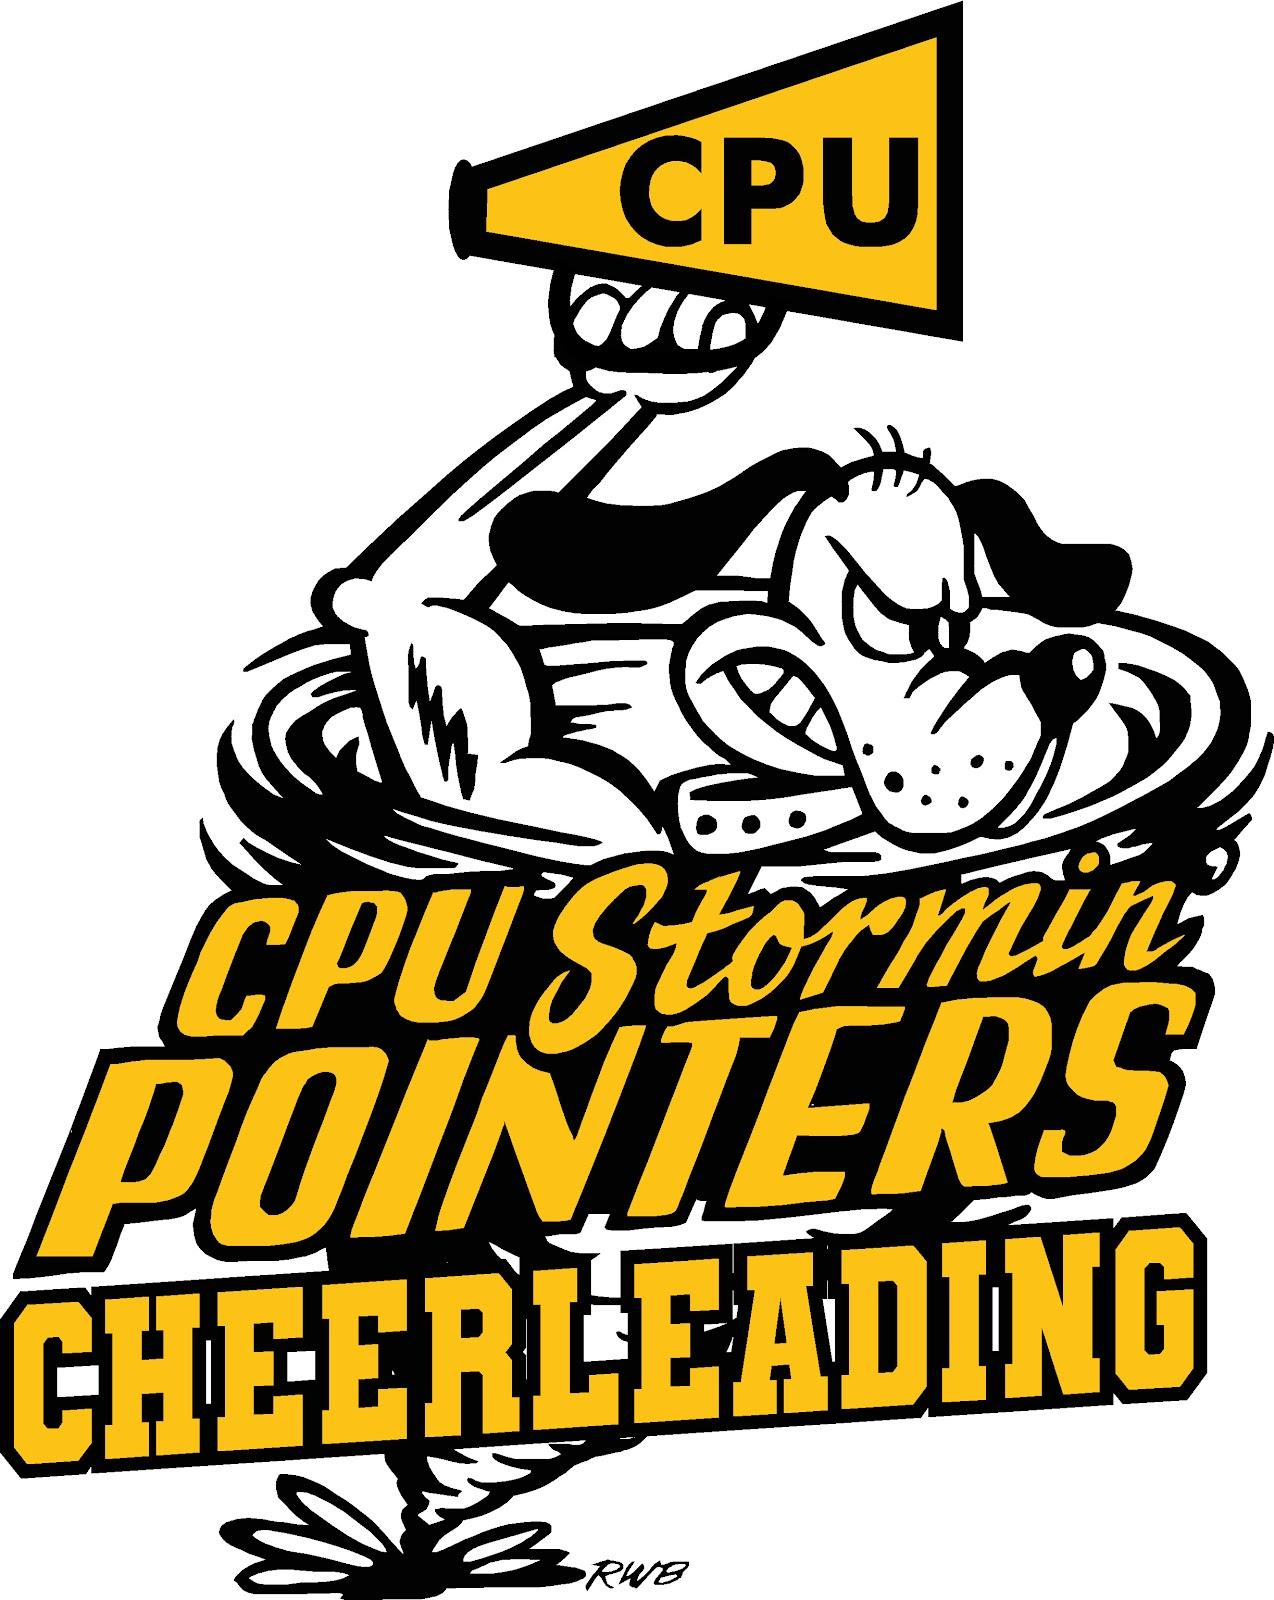 CPU
CPU Stormin
POINTERS
CHEERLEADING
RWB